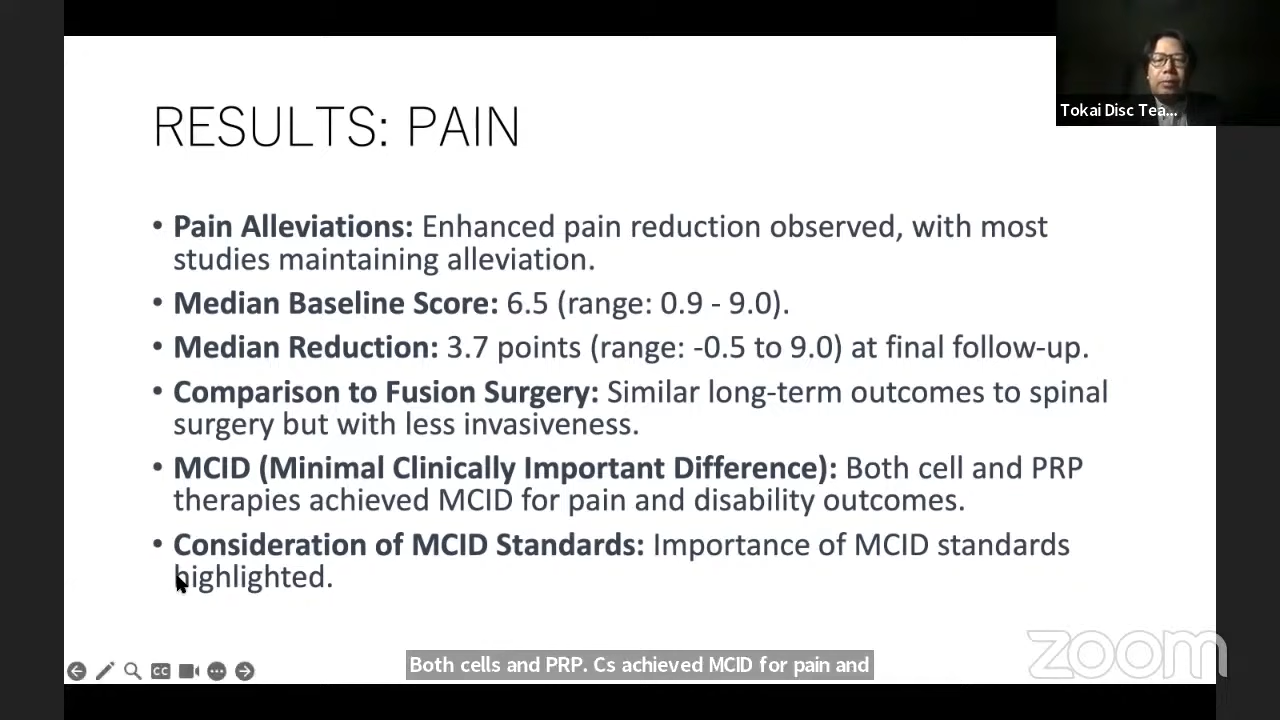 Tokai Disc Tea...
RESULTS: PAIN
• Pain Alleviations: Enhanced pain reduction observed, with most
studies maintaining alleviation.
• Median Baseline Score: 6.5 (range: 0.9 - 9.0).
• Median Reduction: 3.7 points (range: -0.5 to 9.0) at final follow-up.
• Comparison to Fusion Surgery: Similar long-term outcomes to spinal
surgery but with less invasiveness.
• MCID (Minimal Clinically Important Difference): Both cell and PRP
therapies achieved MCID for pain and disability outcomes.
• Consideration of MCID Standards: Importance of MCID standards
highlighted.
CC
Both cells and PRP. Cs achieved MCID for pain and
zoom